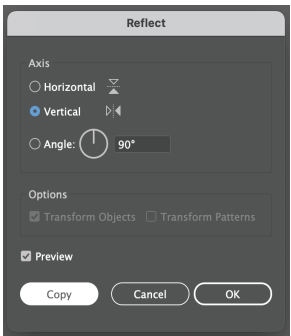 Reflect
Axis
Horizontal
Vertical
Angle: 90°
Options
Transform Objects Transform Patterns
Preview
Copy Cancel OK